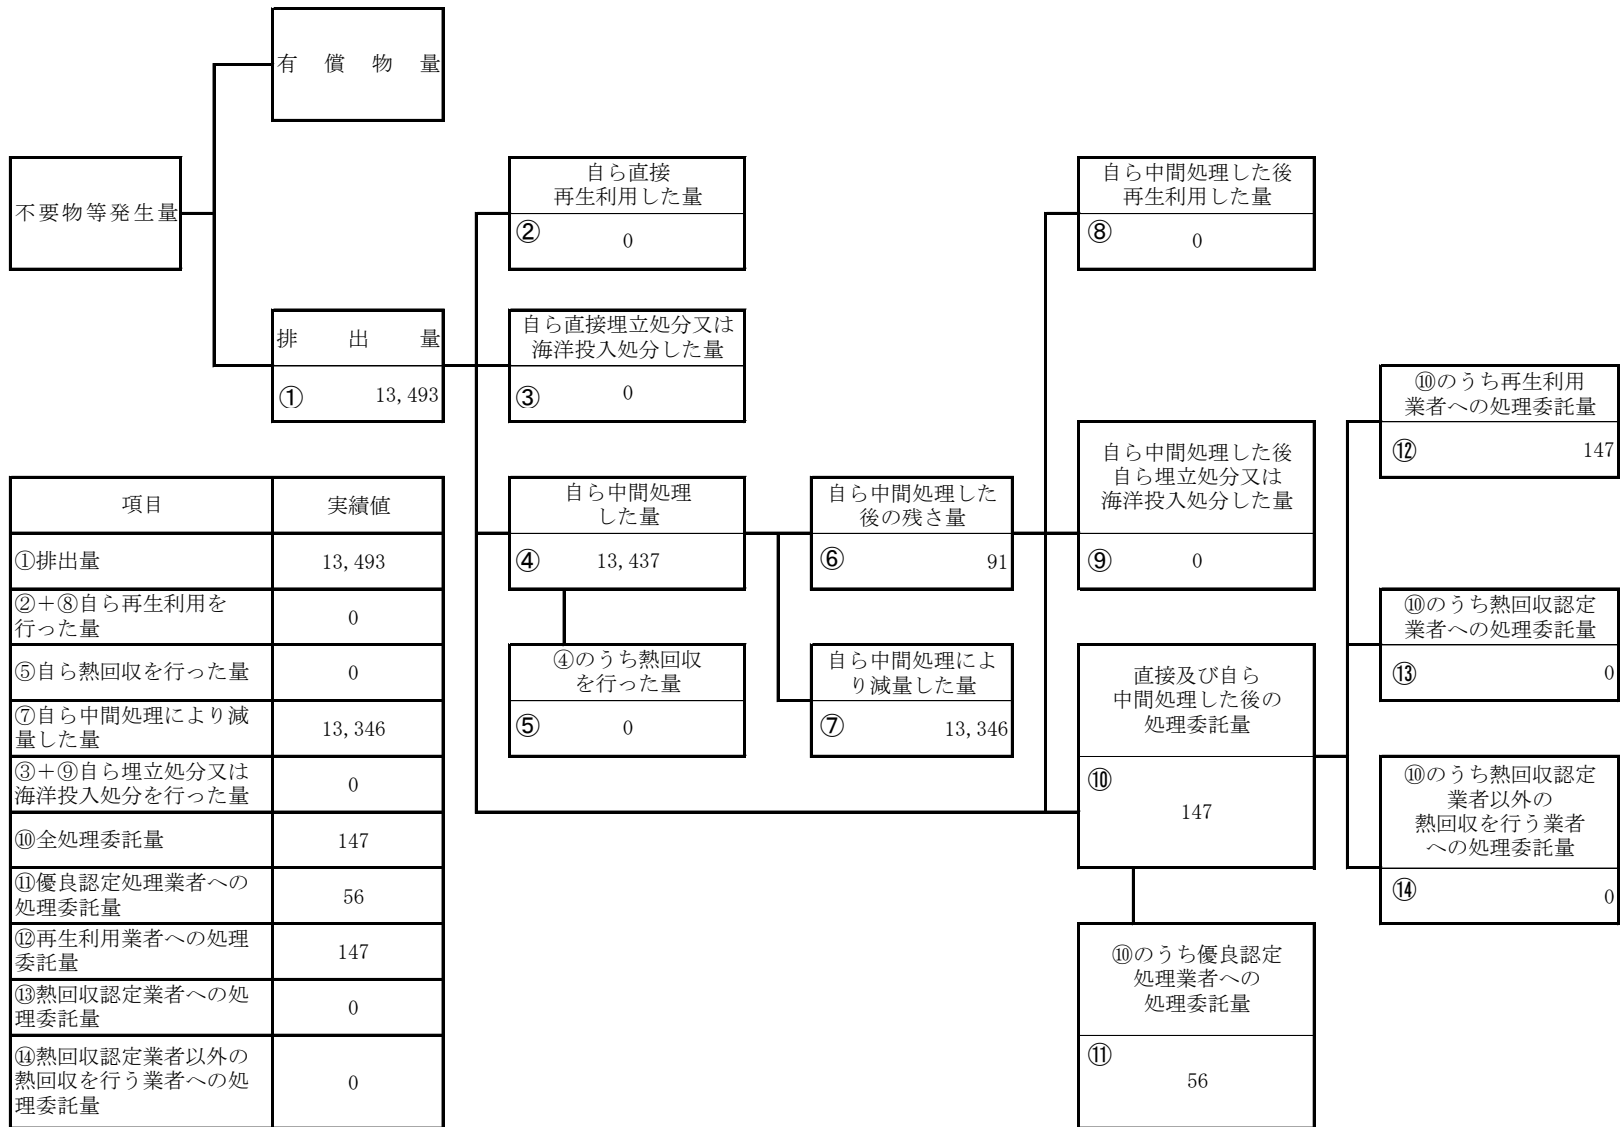 有償物量
不要物等発生量
排出量
① 13,493
自ら直接
再生利用した量
② 0
自ら直接埋立処分又は
海洋投入処分した量
③ 0
自ら中間処理
した量
④ 13,437
④のうち熱回収
を行った量
⑤ 0
自ら中間処理した
後の残さ量
⑥ 91
自ら中間処理によ
り減量した量
⑦ 13,346
自ら中間処理した後
再生利用した量
⑧ 0
自ら中間処理した後
自ら埋立処分又は
海洋投入処分した量
⑨ 0
直接及び自ら
中間処理した後の
処理委託量
⑩
147
⑩のうち優良認定
処理業者への
処理委託量
⑪
56
⑩のうち再生利用
業者への処理委託量
⑫ 147
⑩のうち熱回収認定
業者への処理委託量
⑬ 0
⑩のうち熱回収認定
業者以外の
熱回収を行う業者
への処理委託量
⑭ 0
項目 実績値
①排出量 13,493
②＋⑧自ら再生利用を
行った量 0
⑤自ら熱回収を行った量 0
⑦自ら中間処理により減
量した量 13,346
③＋⑨自ら埋立処分又は
海洋投入処分を行った量 0
⑩全処理委託量 147
⑪優良認定処理業者への
処理委託量 56
⑫再生利用業者への処理
委託量 147
⑬熱回収認定業者への処
理委託量 0
⑭熱回収認定業者以外の
熱回収を行う業者への処
理委託量 0